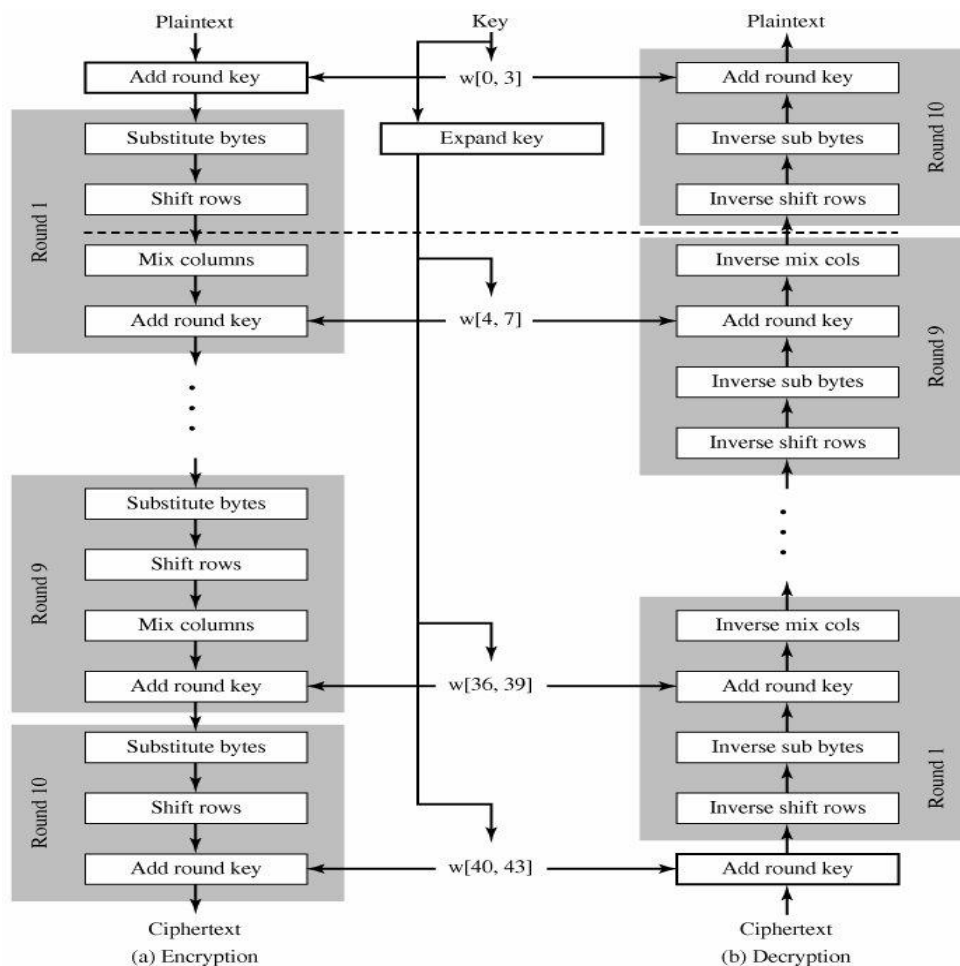 Plaintext
Add round key
Round 1
Substitute bytes
Shift rows
Mix columns
Add round key
Round 9
Substitute bytes
Shift rows
Mix columns
Add round key
Round 10
Substitute bytes
Shift rows
Add round key
Ciphertext
(a) Encryption
Key
w[0, 3]
Expand key
w[4, 7]
w[36, 39]
w[40, 43]
Plaintext
Add round key
Inverse sub bytes
Inverse shift rows
Round 10
Inverse mix cols
Add round key
Inverse sub bytes
Inverse shift rows
Round 9
Inverse mix cols
Add round key
Inverse sub bytes
Inverse shift rows
Round 1
Add round key
Ciphertext
(b) Decryption